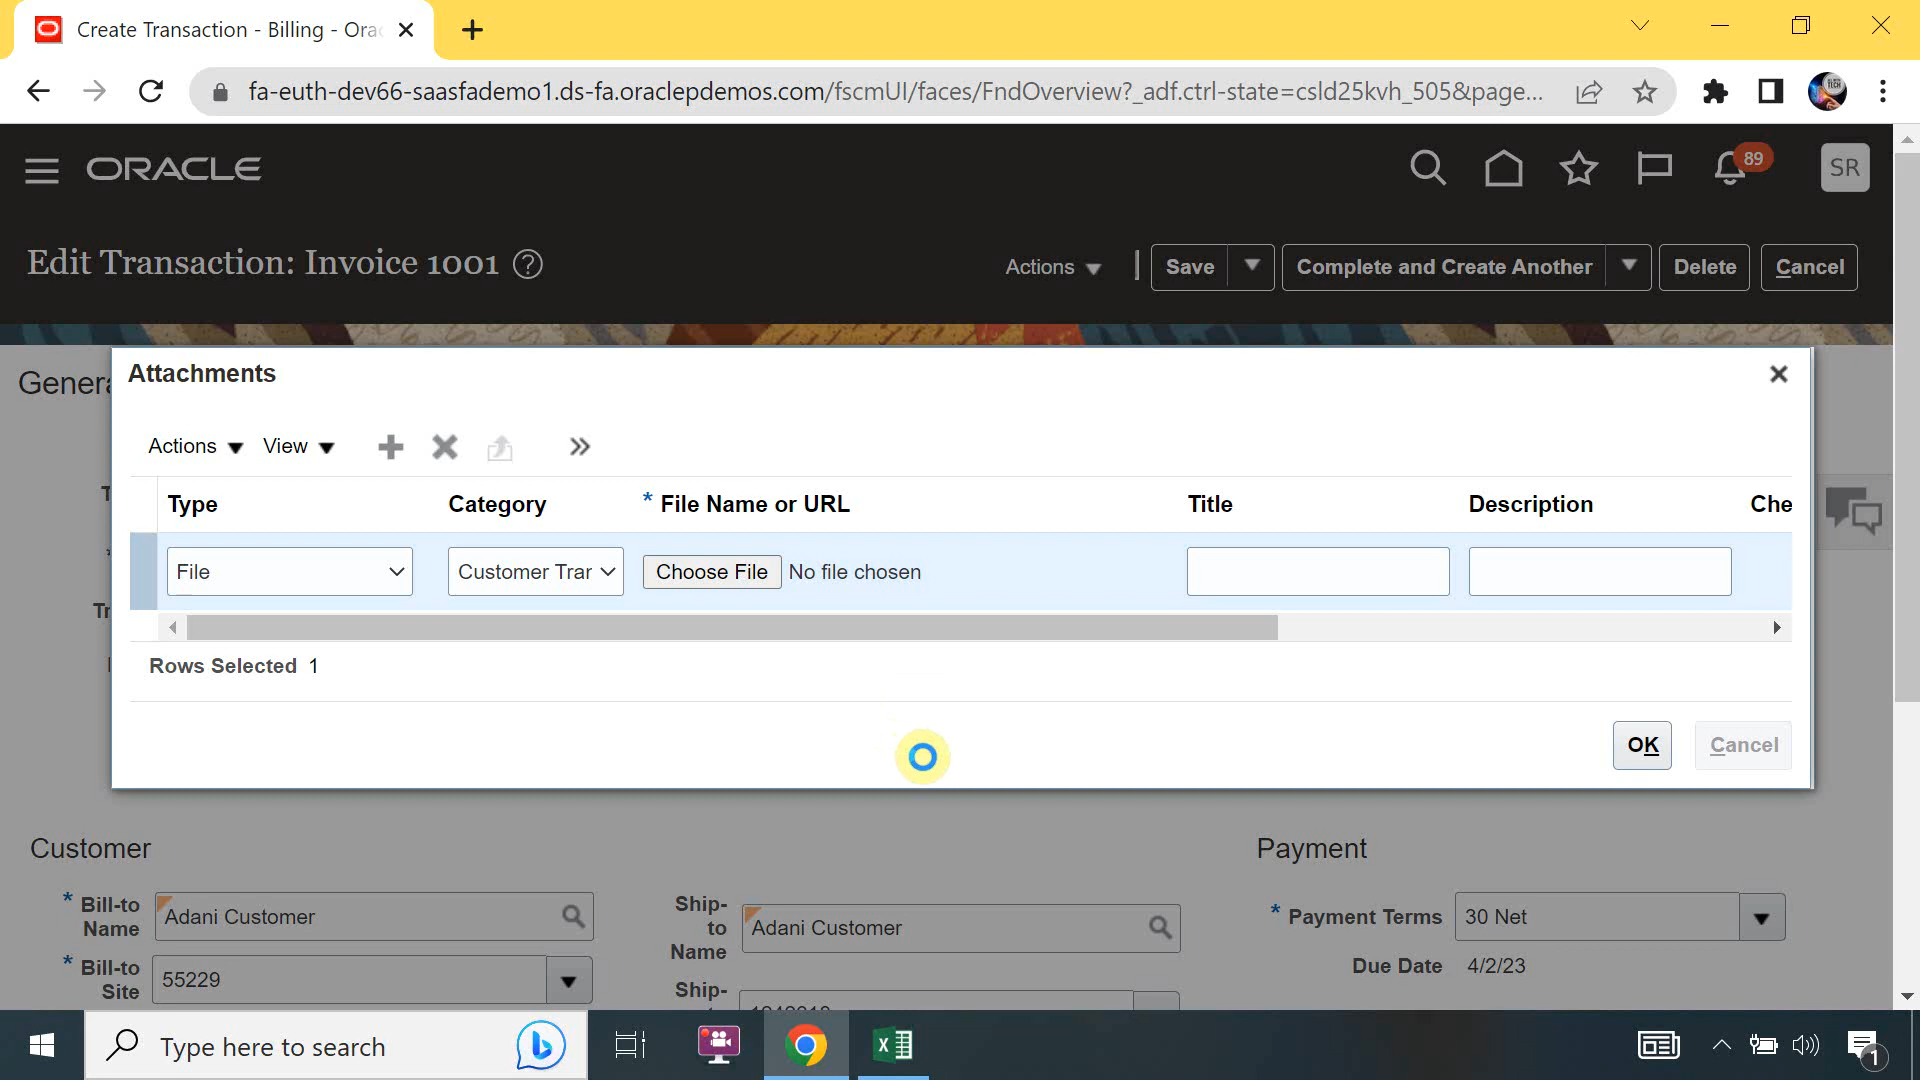 Create Transaction - Billing - Ora
fa-euth-dev66-saasfademo1.ds-fa.oraclepdemos.com/fscmUI/faces/FndOverview?_adf.ctrl-state=csld25kvh_505&page...
ORACLE
89
SR
Edit Transaction: Invoice 1001 ?
Actions Save Complete and Create Another Delete Cancel
Genera
Attachments
Actions View
Type Category * File Name or URL Title Description Che
File Customer Tran Choose File No file chosen
Tr
Rows Selected 1
OK Cancel
Customer Payment
* Bill-to Name Adani Customer
Ship-to Name Adani Customer
* Payment Terms 30 Net
* Bill-to Site 55229
Ship-
Due Date 4/2/23
Type here to search
1